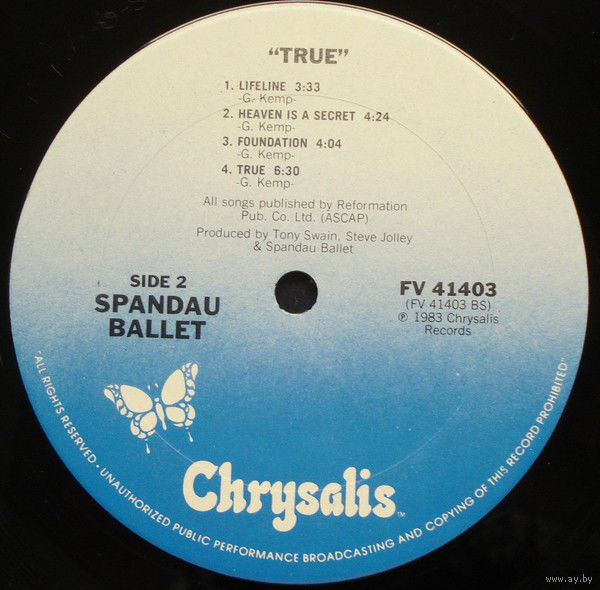 "TRUE"
1. LIFELINE 3:33
-G. Kemp-
2. HEAVEN IS A SECRET 4:24
-G. Kemp-
3. FOUNDATION 4:04
-G. Kemp-
4. TRUE 6:30
-G. Kemp-
All songs published by Reformation
Pub. Co. Ltd. (ASCAP)
Produced by Tony Swain, Steve Jolley
& Spandau Ballet
SIDE 2
SPANDAU
BALLET
FV 41403
(FV 41403 BS)
℗ 1983 Chrysalis
Records
Chrysalis™
"ALL RIGHTS RESERVED • UNAUTHORIZED PUBLIC PERFORMANCE BROADCASTING AND COPYING OF THIS RECORD PROHIBITED"
www.ay.by